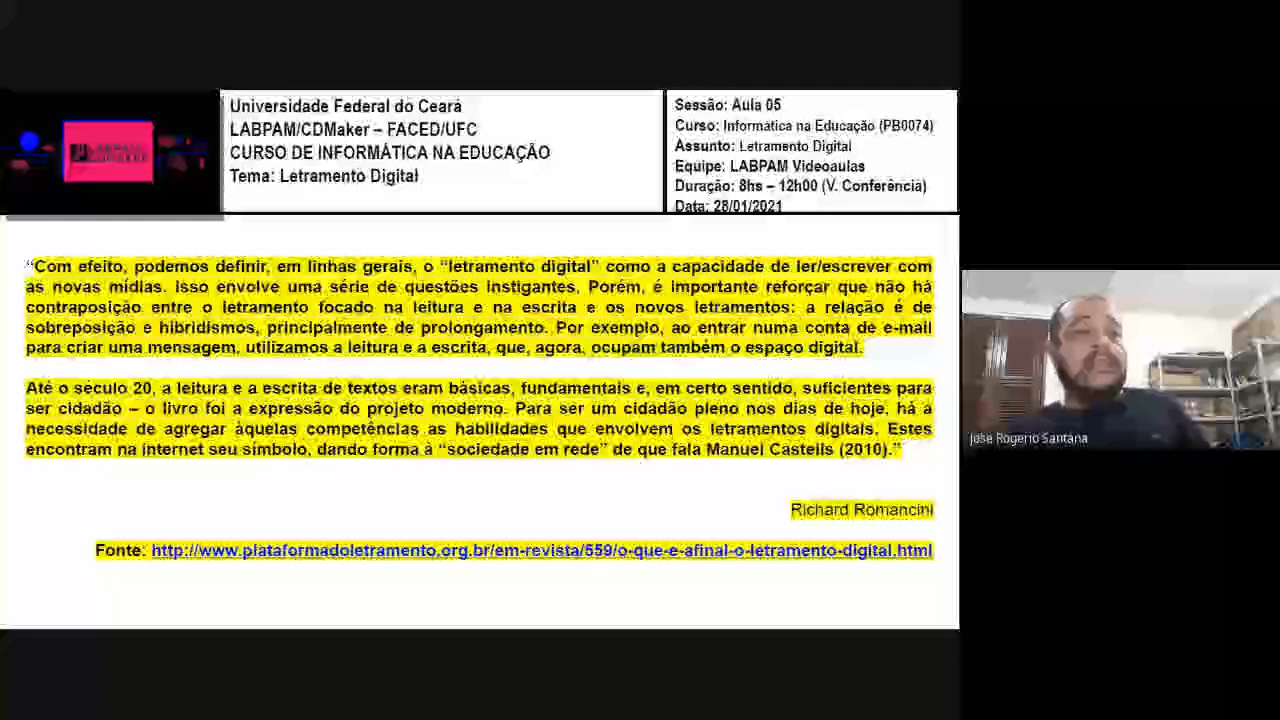 Universidade Federal do Ceará
LABPAM/CDMaker – FACED/UFC
CURSO DE INFORMÁTICA NA EDUCAÇÃO
Tema: Letramento Digital
Sessão: Aula 05
Curso: Informática na Educação (PB0074)
Assunto: Letramento Digital
Equipe: LABPAM Videoaulas
Duração: 8hs – 12h00 (V. Conferência)
Data: 28/01/2021
“Com efeito, podemos definir, em linhas gerais, o “letramento digital” como a capacidade de ler/escrever com
as novas mídias. Isso envolve uma série de questões instigantes. Porém, é importante reforçar que não há
contraposição entre o letramento focado na leitura e na escrita e os novos letramentos: a relação é de
sobreposição e hibridismos, principalmente de prolongamento. Por exemplo, ao entrar numa conta de e-mail
para criar uma mensagem, utilizamos a leitura e a escrita, que, agora, ocupam também o espaço digital.
Até o século 20, a leitura e a escrita de textos eram básicas, fundamentais e, em certo sentido, suficientes para
ser cidadão – o livro foi a expressão do projeto moderno. Para ser um cidadão pleno nos dias de hoje, há a
necessidade de agregar àquelas competências as habilidades que envolvem os letramentos digitais. Estes
encontram na internet seu símbolo, dando forma à “sociedade em rede” de que fala Manuel Castells (2010).”
Richard Romancini
Fonte: http://www.plataformadoletramento.org.br/em-revista/559/o-que-e-afinal-o-letramento-digital.html
José Rogério Santana